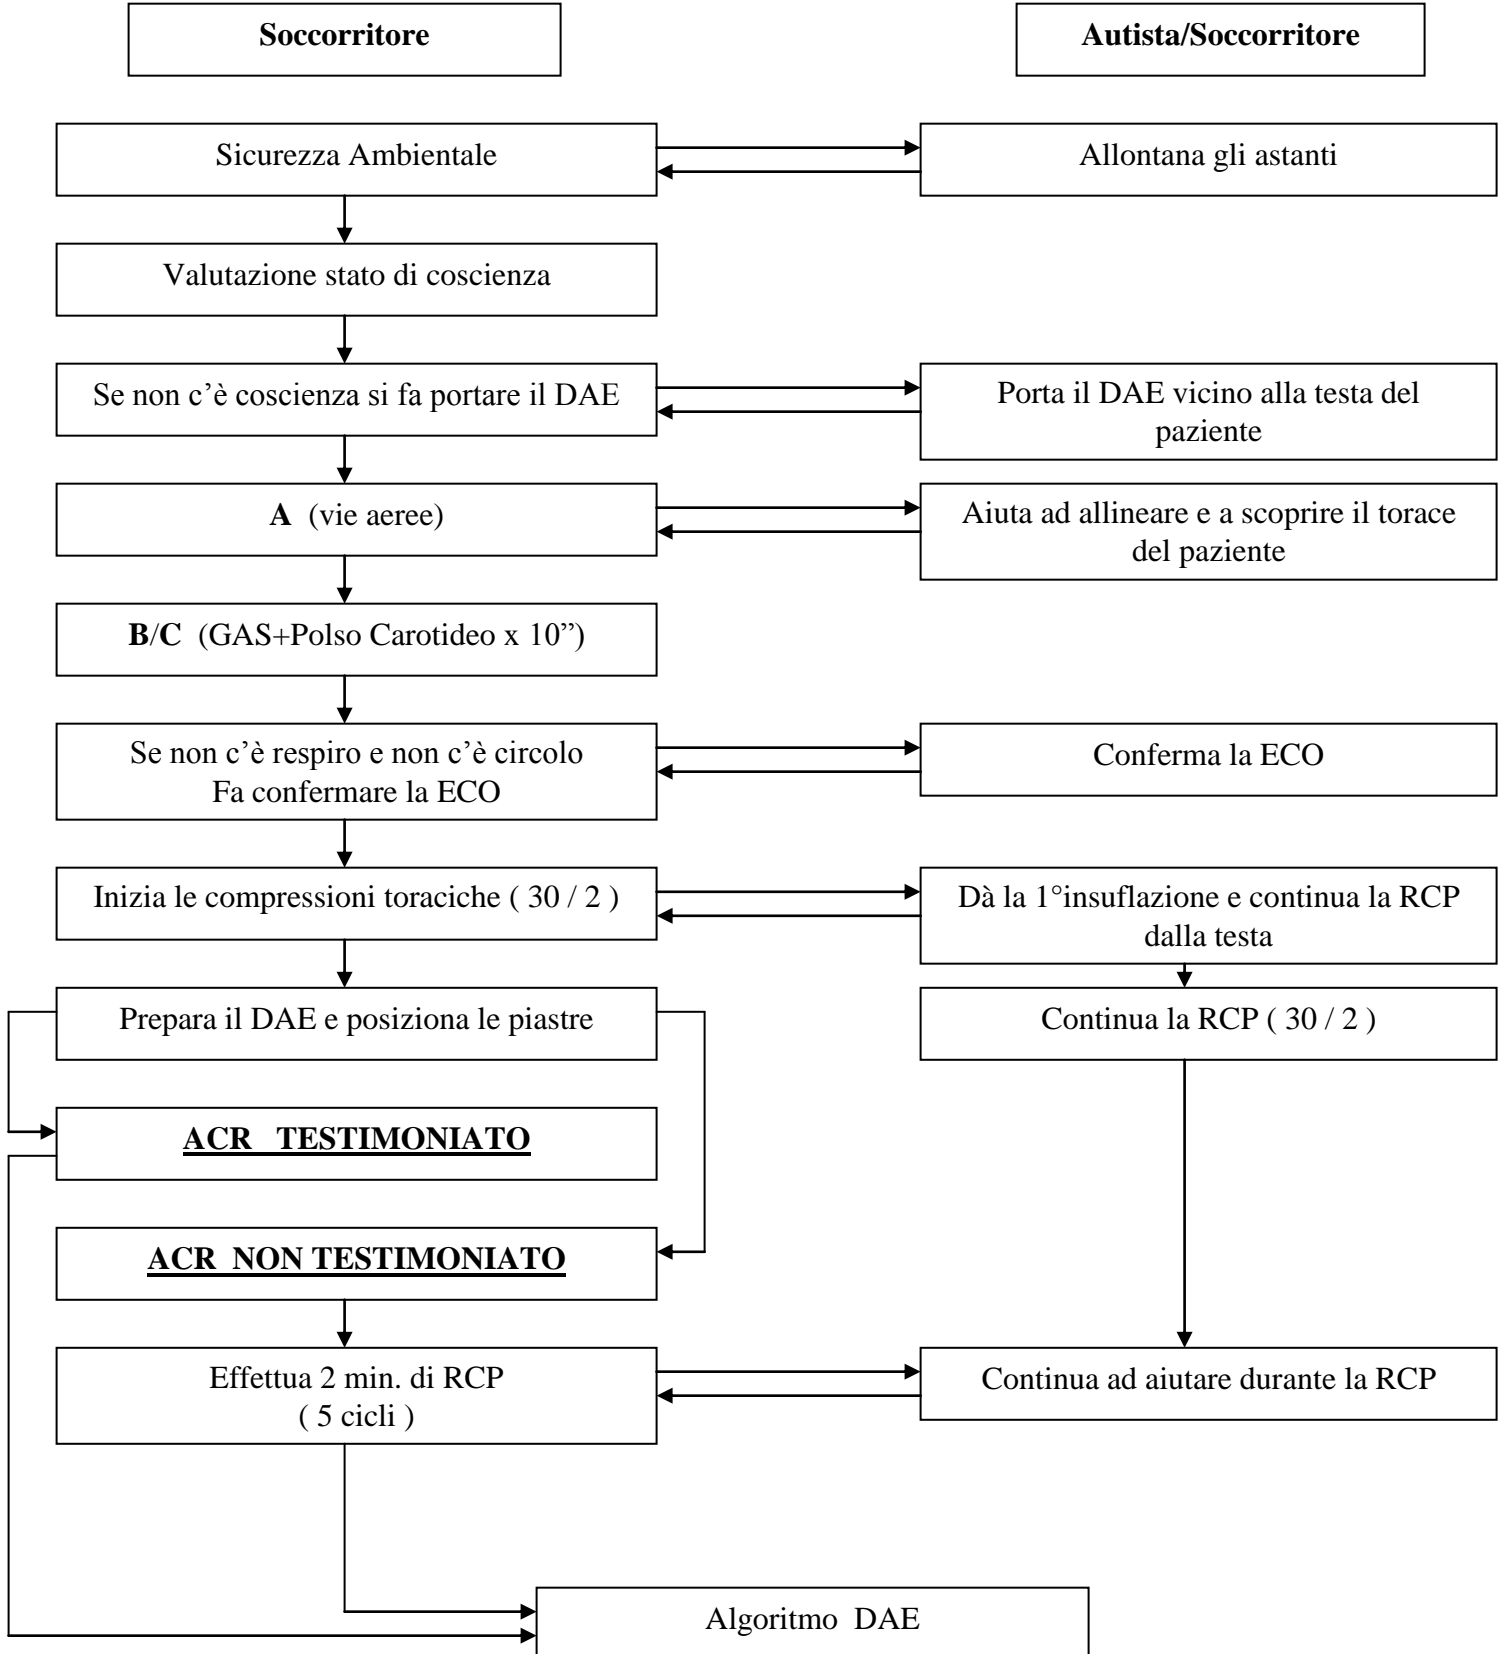 Soccorritore
Autista/Soccorritore
Sicurezza Ambientale
Allontana gli astanti
Valutazione stato di coscienza
Se non c’è coscienza si fa portare il DAE
Porta il DAE vicino alla testa del
paziente
A (vie aeree)
Aiuta ad allineare e a scoprire il torace
del paziente
B/C (GAS+Polso Carotideo x 10”)
Se non c’è respiro e non c’è circolo
Fa confermare la ECO
Conferma la ECO
Inizia le compressioni toraciche ( 30 / 2 )
Dà la 1°insuflazione e continua la RCP
dalla testa
Prepara il DAE e posiziona le piastre
Continua la RCP ( 30 / 2 )
ACR TESTIMONIATO
ACR NON TESTIMONIATO
Effettua 2 min. di RCP
( 5 cicli )
Continua ad aiutare durante la RCP
Algoritmo DAE